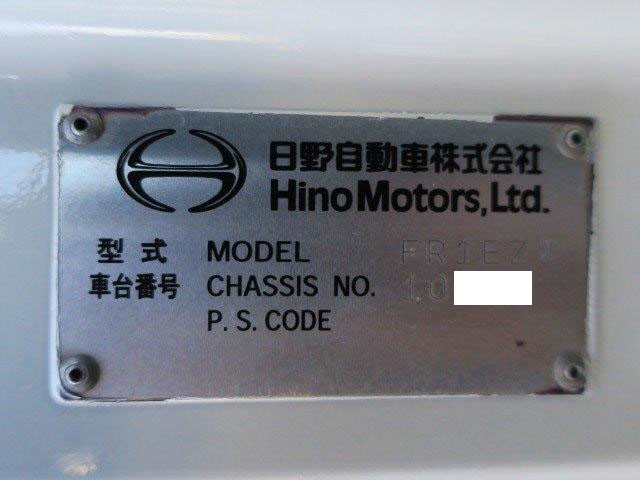 日野自動車株式会社
Hino Motors, Ltd.
型式 MODEL FR1EZW
車台番号 CHASSIS NO. 10
P.S. CODE